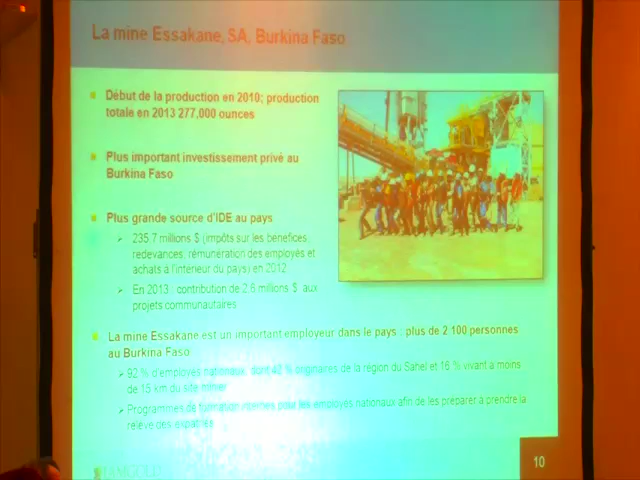 La mine Essakane, SA, Burkina Faso
Début de la production en 2010; production
totale en 2013 277,000 ounces
Plus important investissement privé au
Burkina Faso
Plus grande source d'IDE au pays
235.7 millions $ (impôts sur les bénéfices,
redevances, rémunération des employés et
achats à l'intérieur du pays) en 2012
En 2013 : contribution de 2.6 millions $ aux
projets communautaires
La mine Essakane est un important employeur dans le pays : plus de 2 100 personnes
au Burkina Faso
92 % d'employés nationaux, dont 42 % originaires de la région du Sahel et 16 % vivant à moins
de 15 km du site minier
Programmes de formation internes pour les employés nationaux afin de les préparer à prendre la
relève des expatriés
IAMGOLD
10